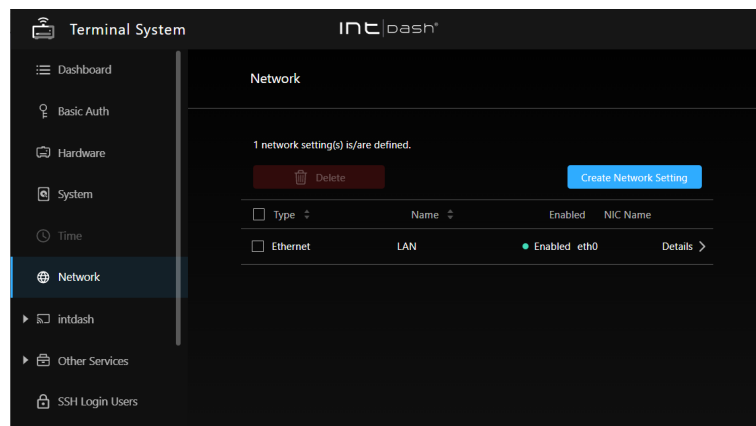 Terminal System
intdash®
Dashboard
Network
Basic Auth
1 network setting(s) is/are defined.
Hardware
Delete
Create Network Setting
System
Type Name Enabled NIC Name
Time
Ethernet LAN Enabled eth0 Details
Network
intdash
Other Services
SSH Login Users